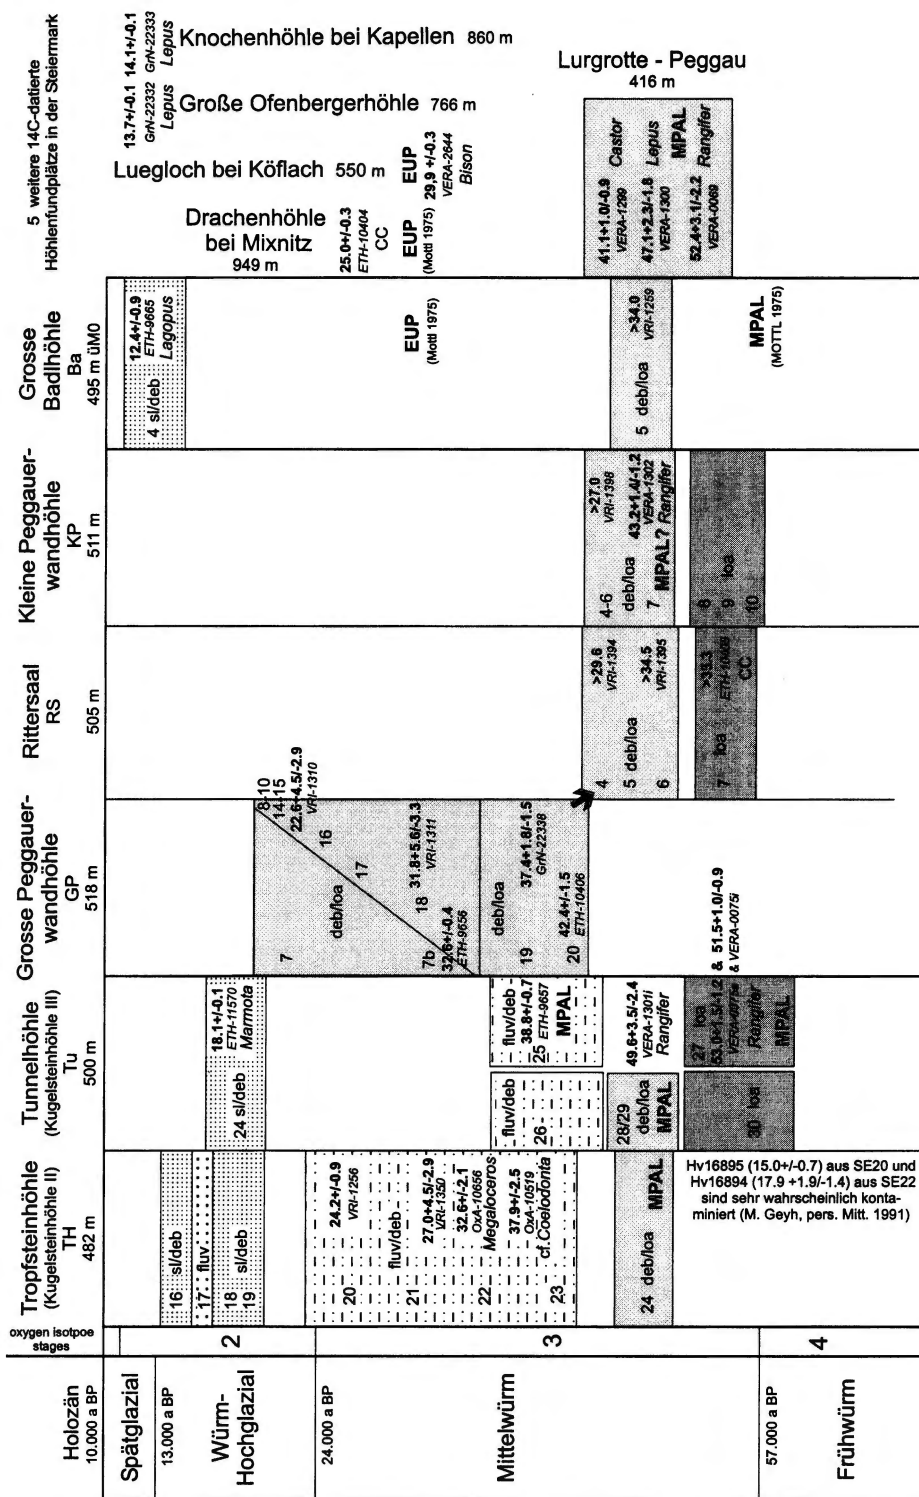 5 weitere 14C-datierte
Höhlenfundplätze in der Steiermark
13.7+/-0.1
GrN-22332
Lepus
14.1+/-0.1
GrN-22333
Lepus
Knochenhöhle bei Kapellen 860 m
Große Ofenbergerhöhle 766 m
Luegloch bei Köflach 550 m
EUP
29,9 +/-0.3
VERA-2644
Bison
Drachenhöhle
bei Mixnitz
949 m
25.0+/-0.3
ETH-10404
CC
EUP
(Mottl 1975)
Lurgrotte - Peggau
416 m
41.1+1.0/-0.9
VERA-1299
Castor
47.1+2.3/-1.8
VERA-1300
Lepus
MPAL
52.4+3.1/-2.2
VERA-0069
Rangifer
Grosse
Badlhöhle
Ba
495 m üM0
4 sl/deb
12.4+/-0.9
ETH-9665
Lagopus
EUP
(Mottl 1975)
5 deb/loa
>34.0
VRI-1259
MPAL
(MOTTL 1975)
Kleine Peggauer-
wandhöhle
KP
511 m
4-6
deb/loa
7
>27.0
VRI-1398
43.2+1.4/-1.2
VERA-1302
MPAL? Rangifer
8
9 loa
10
Rittersaal
RS
505 m
4
5 deb/loa
6
>29.6
VRI-1394
>34.5
VRI-1395
7 loa
>33.3
CC
Grosse Peggauer-
wandhöhle
GP
518 m
8-10
14-15
22.6+4.5/-2.9
VRI-1310
7
deb/loa
16
17
18
31.8+5.6/-3.3
VRI-1311
7b
32.6+/-0.4
ETH-9656
deb/loa
19
37.4+1.8/-1.5
GrN-22338
20
42.4+/-1.5
ETH-10406
Tunnelhöhle
(Kugelsteinhöhle III)
Tu
500 m
24 sl/deb
18.1+/-0.1
ETH-11570
Marmota
fluv/deb
26
fluv/deb
25
38.8+/-0.7
ETH-9657
MPAL
28/29
deb/loa
MPAL
49.6+3.5/-2.4
VERA-1301i
Rangifer
30 loa
27 loa
53.0+1.5/-1.2 & 51.5+1.0/-0.9
VERA-0075a & VERA-0075i
Rangifer
MPAL
Tropfsteinhöhle
(Kugelsteinhöhle II)
TH
482 m
16 sl/deb
17 fluv
18
19
sl/deb
20
24.2+/-0.9
VRI-1256
fluv/deb
21
27.0+4.5/-2.9
VRI-1350
22
32.6+/-2.1
OxA-10656
Megaloceros
23
37.9+/-2.5
OxA-10519
cf.Coelodonta
24 deb/loa
MPAL
Hv16895 (15.0+/-0.7) aus SE20 und
Hv16894 (17.9 +1.9/-1.4) aus SE22
sind sehr wahrscheinlich konta-
miniert (M. Geyh, pers. Mitt. 1991)
oxygen isotpoe
stages
2
3
4
Holozän
10.000 a BP
Spätglazial
13.000 a BP
Würm-
Hochglazial
24.000 a BP
Mittelwürm
57.000 a BP
Frühwürm